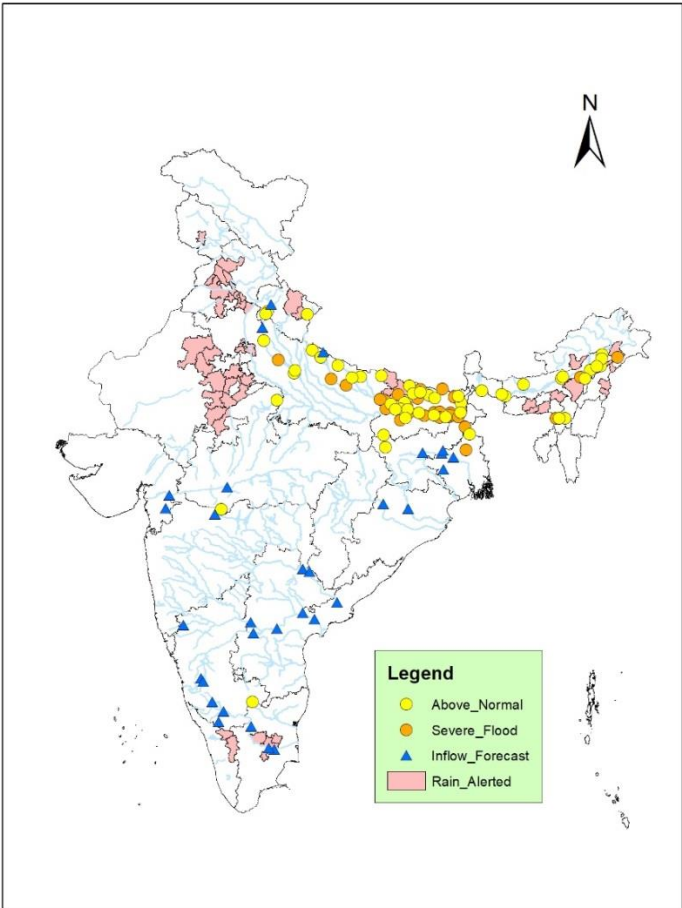 N
Legend
Above_Normal
Severe_Flood
Inflow_Forecast
Rain_Alerted